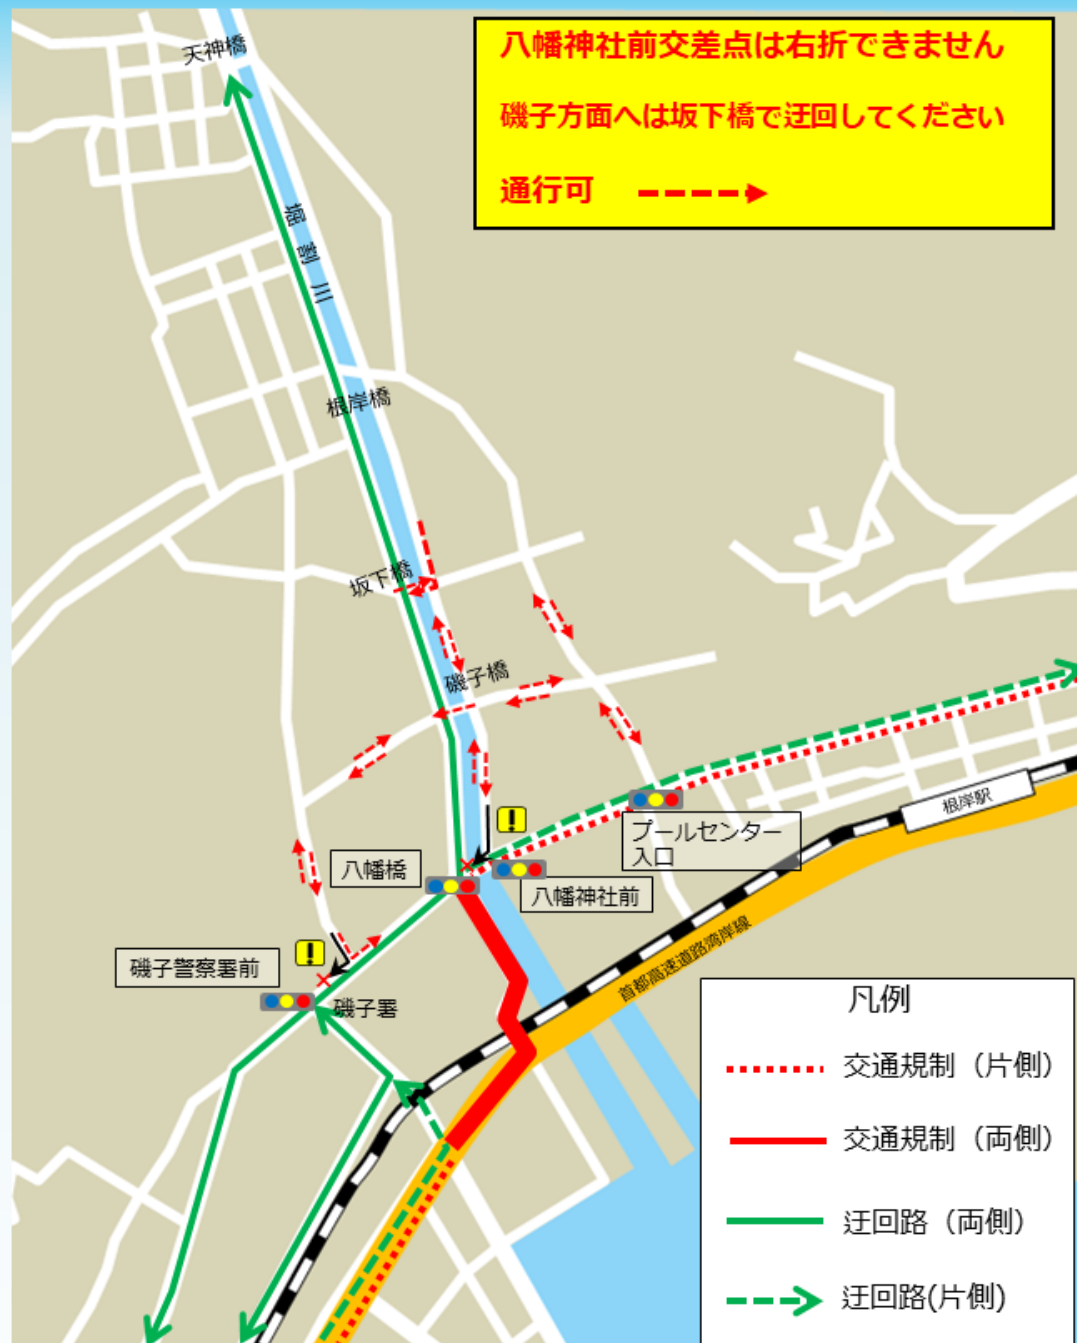 八幡神社前交差点は右折できません
磯子方面へは坂下橋で迂回してください
通行可
天神橋
堀割川
根岸橋
坂下橋
磯子橋
根岸駅
プールセンター
入口
八幡橋
八幡神社前
首都高速道路湾岸線
磯子警察署前
磯子署
凡例
交通規制（片側）
交通規制（両側）
迂回路（両側）
迂回路(片側)